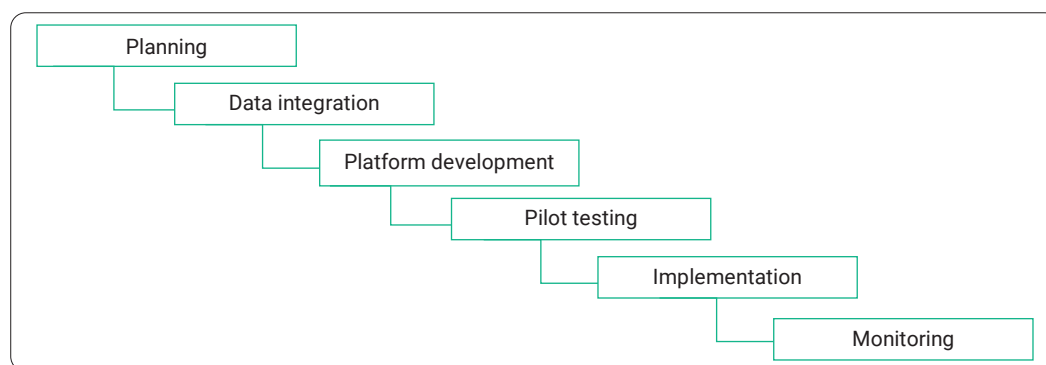 Planning
Data integration
Platform development
Pilot testing
Implementation
Monitoring